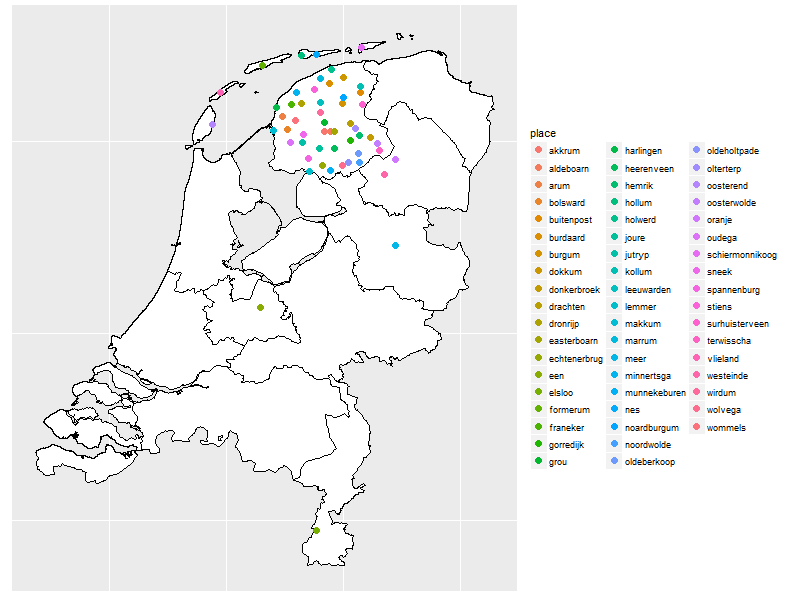 place
akkrum
aldeboarn
arum
bolsward
buitenpost
burdaard
burgum
dokkum
donkerbroek
drachten
dronrijp
easterboarn
echtenerbrug
een
elsloo
formerum
franeker
gorredijk
grou
harlingen
heerenveen
hemrik
hollum
holwerd
joure
jutryp
kollum
leeuwarden
lemmer
makkum
marrum
meer
minnertsga
munnekeburen
nes
noardburgum
noordwolde
oldeberkoop
oldeholtpade
olterterp
oosterend
oosterwolde
oranje
oudega
schiermonnikoog
sneek
spannenburg
stiens
surhuisterveen
terwisscha
vlieland
westeinde
wirdum
wolvega
wommels